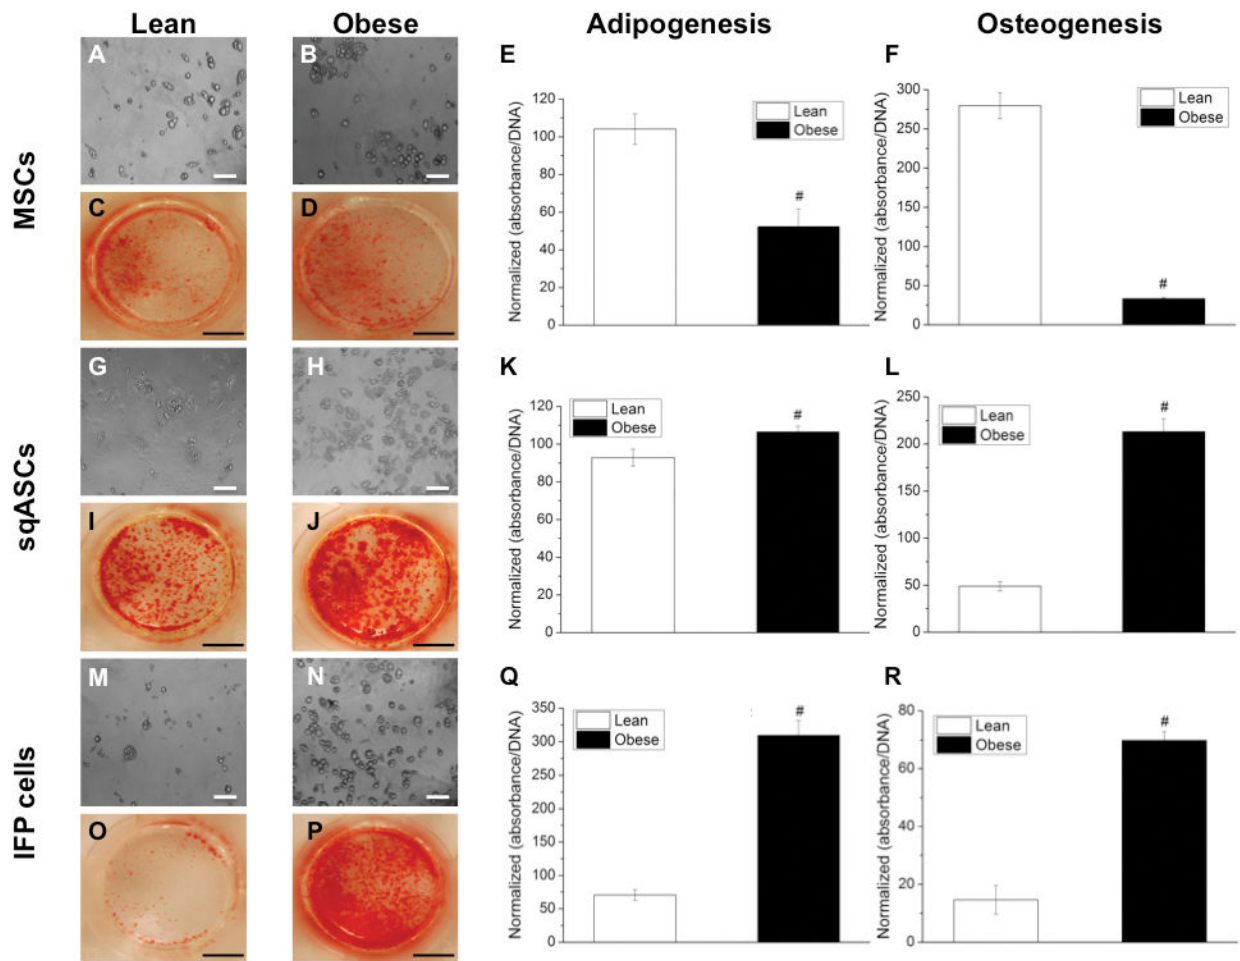 Lean Obese Adipogenesis Osteogenesis
MSCs
A
B
C
D
E
Normalized (absorbance/DNA)
120
100
80
60
40
20
0
Lean
Obese
#
F
Normalized (absorbance/DNA)
300
250
200
150
100
50
0
Lean
Obese
#
sqASCs
G
H
I
J
K
Normalized (absorbance/DNA)
120
100
80
60
40
20
0
Lean
Obese
#
L
Normalized (absorbance/DNA)
250
200
150
100
50
0
Lean
Obese
#
IFP cells
M
N
O
P
Q
Normalized (absorbance/DNA)
350
300
250
200
150
100
50
0
Lean
Obese
#
R
Normalized (absorbance/DNA)
80
60
40
20
0
Lean
Obese
#